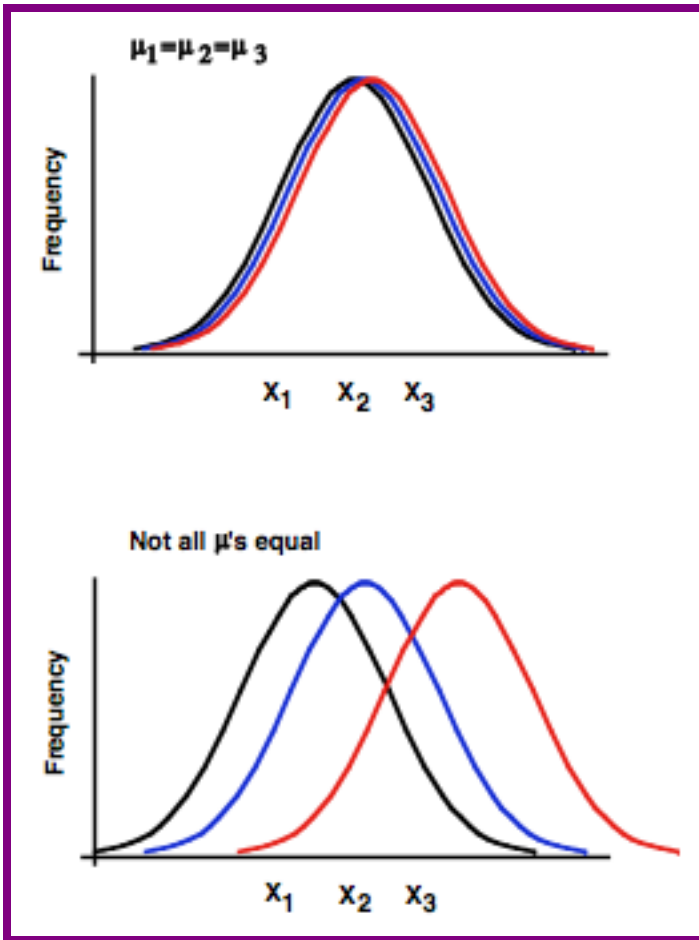 μ₁=μ₂=μ₃
Frequency
X₁ X₂ X₃
Not all μ's equal
Frequency
X₁ X₂ X₃